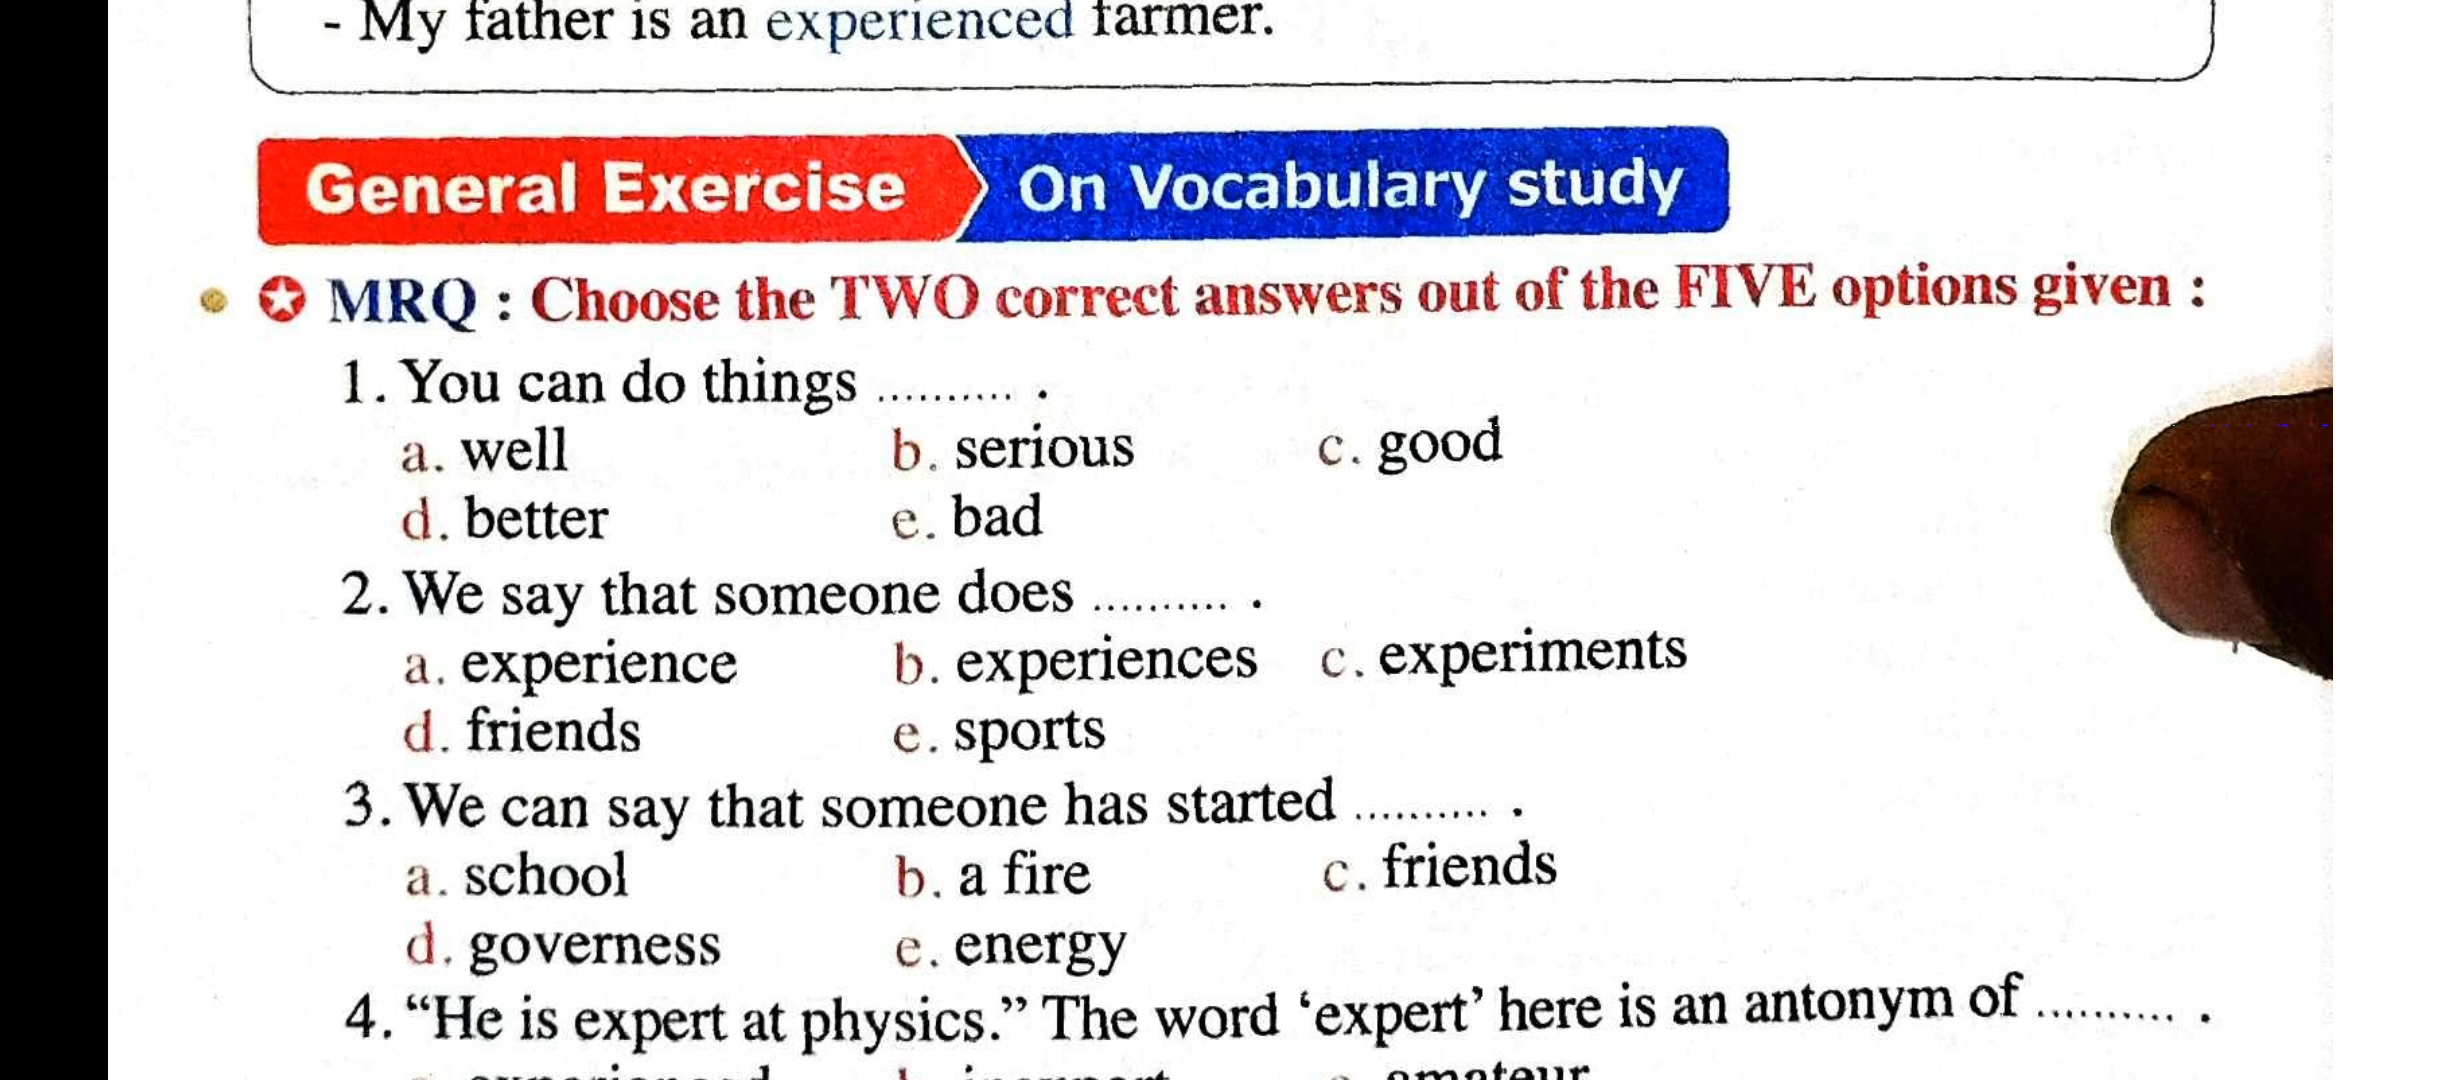 - My father is an experienced farmer.
General Exercise On Vocabulary study
MRQ : Choose the TWO correct answers out of the FIVE options given :
1. You can do things .......... .
a. well b. serious c. good
d. better e. bad
2. We say that someone does .......... .
a. experience b. experiences c. experiments
d. friends e. sports
3. We can say that someone has started .......... .
a. school b. a fire c. friends
d. governess e. energy
4. “He is expert at physics.” The word ‘expert’ here is an antonym of .......... .